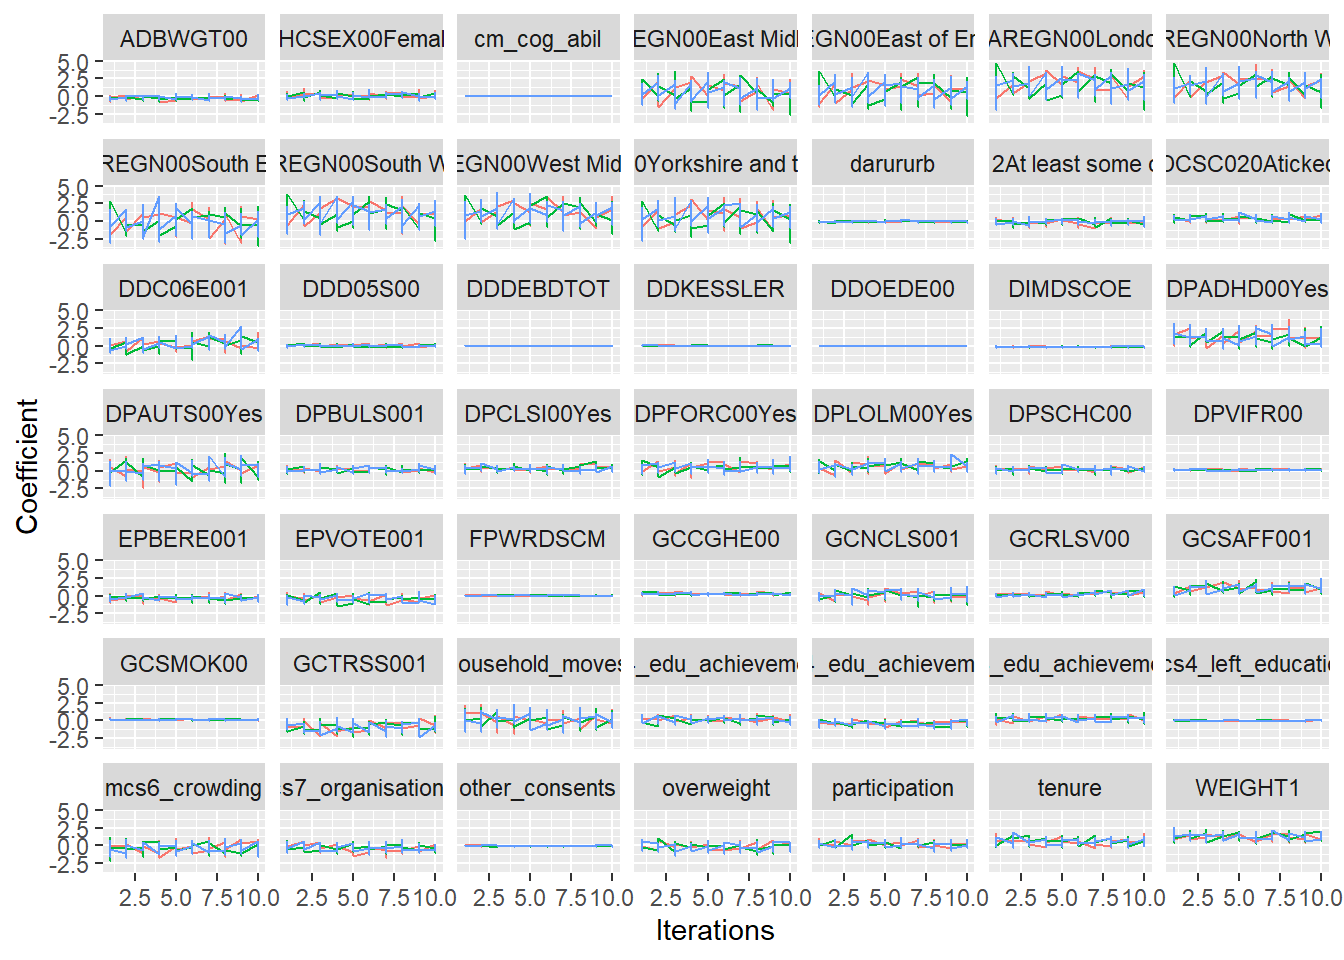 ADBWGT00 HCSEX00Femal cm_cog_abil EGN00East Midl EGN00East of En AREGN00Londo REGN00North W
5.0
2.5
0.0
-2.5
REGN00South E REGN00South W EGN00West Mid 0Yorkshire and t darururb 2At least some o OCSC020Aticked
5.0
2.5
0.0
-2.5
DDC06E001 DDD05S00 DDDEBDTOT DDKESSLER DDOEDE00 DIMDSCOE DPADHD00Yes
5.0
2.5
0.0
-2.5
DPAUTS00Yes DPBULS001 DPCLSI00Yes DPFORC00Yes DPLOLM00Yes DPSCHC00 DPVIFR00
5.0
2.5
0.0
-2.5
Coefficient
EPBERE001 EPVOTE001 FPWRDSCM GCCGHE00 GCNCLS001 GCRLSV00 GCSAFF001
5.0
2.5
0.0
-2.5
GCSMOK00 GCTRSS001 ousehold_moves _edu_achieveme _edu_achievem _edu_achieveme cs4_left_educatio
5.0
2.5
0.0
-2.5
mcs6_crowding s7_organisation other_consents overweight participation tenure WEIGHT1
5.0
2.5
0.0
-2.5
2.5 5.0 7.5 10.0 2.5 5.0 7.5 10.0 2.5 5.0 7.5 10.0 2.5 5.0 7.5 10.0 2.5 5.0 7.5 10.0 2.5 5.0 7.5 10.0 2.5 5.0 7.5 10.0
Iterations